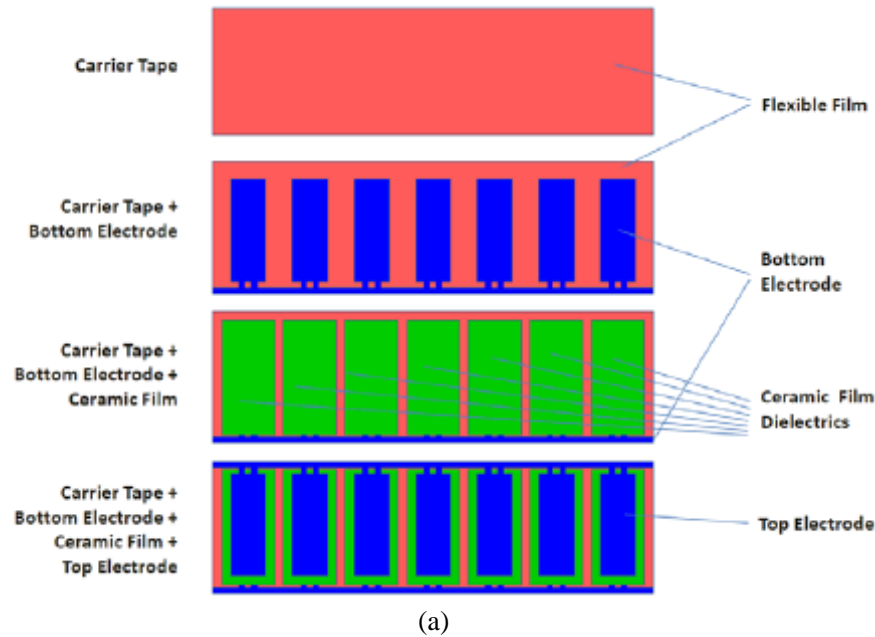 Carrier Tape
Flexible Film
Carrier Tape +
Bottom Electrode
Bottom
Electrode
Carrier Tape +
Bottom Electrode +
Ceramic Film
Ceramic Film
Dielectrics
Carrier Tape +
Bottom Electrode +
Ceramic Film +
Top Electrode
Top Electrode
(a)